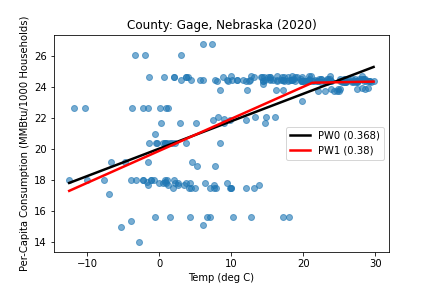 County: Gage, Nebraska (2020)
Per-Capita Consumption (MMBtu/1000 Households)
26
24
22
20
18
16
14
PW0 (0.368)
PW1 (0.38)
−10 0 10 20 30
Temp (deg C)